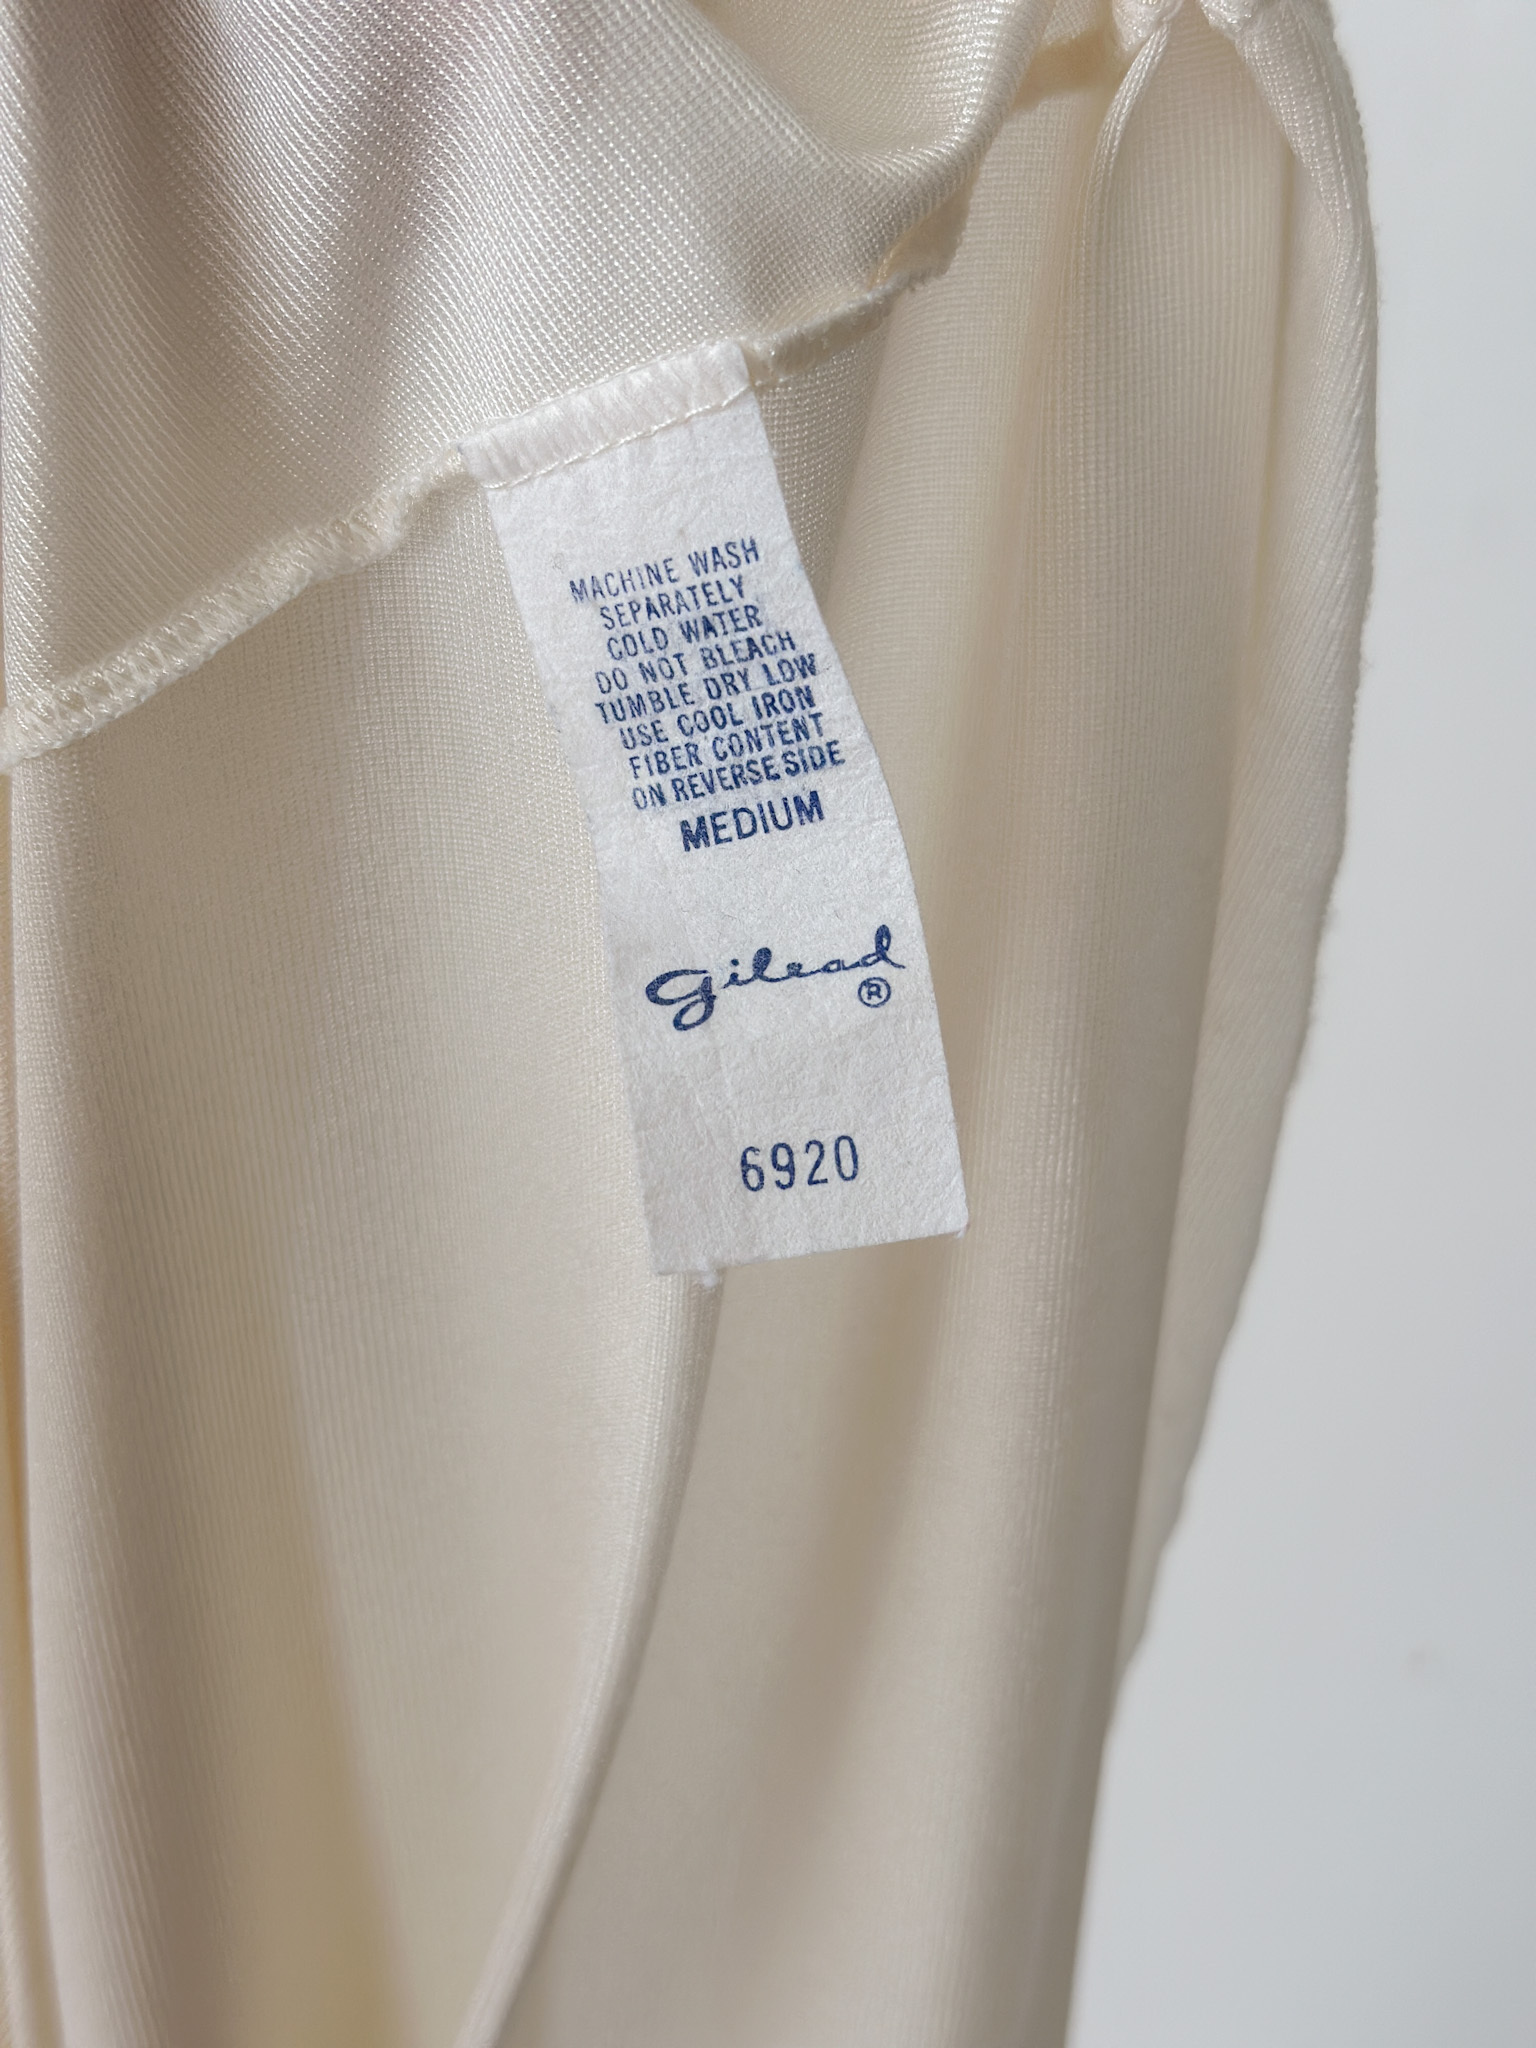 MACHINE WASH
SEPARATELY
COLD WATER
DO NOT BLEACH
TUMBLE DRY LOW
USE COOL IRON
FIBER CONTENT
ON REVERSE SIDE
MEDIUM
gilead
®
6920